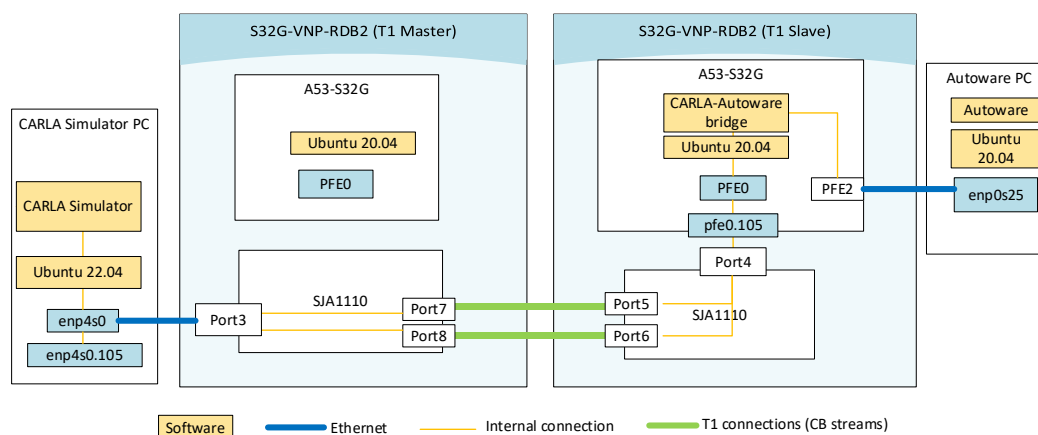 S32G-VNP-RDB2 (T1 Master)
S32G-VNP-RDB2 (T1 Slave)
CARLA Simulator PC
CARLA Simulator
Ubuntu 22.04
enp4s0
enp4s0.105
A53-S32G
Ubuntu 20.04
PFE0
SJA1110
Port3
Port7
Port8
A53-S32G
CARLA-Autoware
bridge
Ubuntu 20.04
PFE0
PFE2
pfe0.105
Port4
Port5
SJA1110
Port6
Autoware PC
Autoware
Ubuntu
20.04
enp0s25
Software
Ethernet
Internal connection
T1 connections (CB streams)